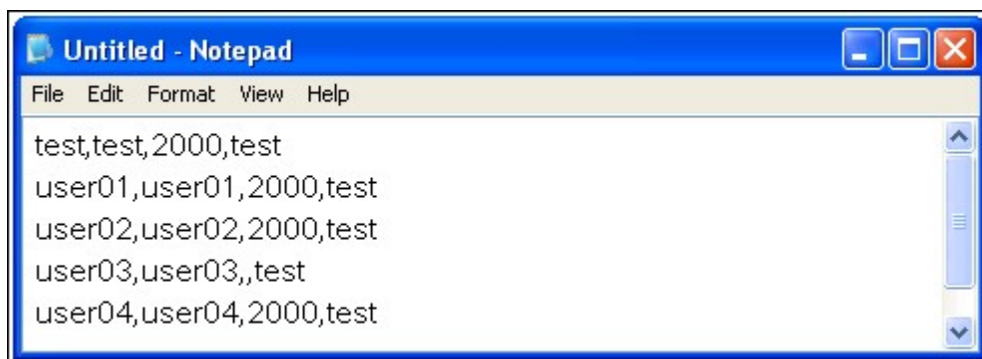 Untitled - Notepad
File Edit Format View Help
test,test,2000,test
user01,user01,2000,test
user02,user02,2000,test
user03,user03,,test
user04,user04,2000,test